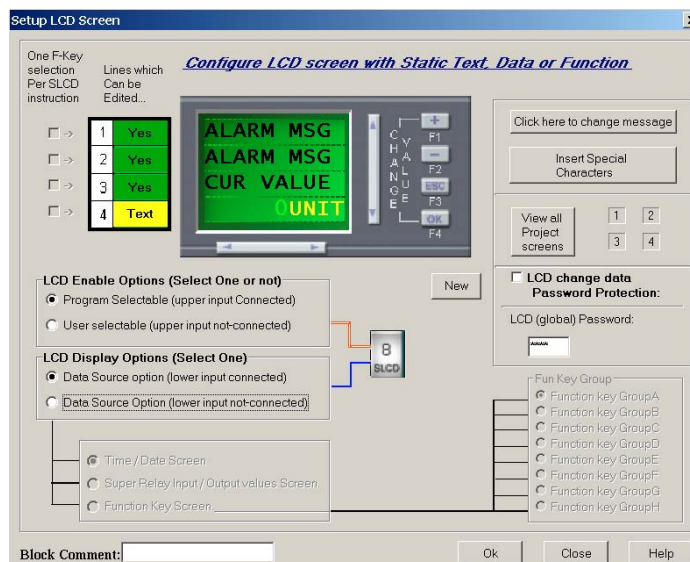 Setup LCD Screen
One F-Key
selection
Per SLCD
instruction
Lines which
Can be
Edited...
Configure LCD screen with Static Text, Data or Function
-> 1 Yes
-> 2 Yes
-> 3 Yes
-> 4 Text
ALARM MSG
ALARM MSG
CUR VALUE
0UNIT
CHANGE
VALUE
+
F1
-
F2
ESC
F3
OK
F4
Click here to change message
Insert Special
Characters
View all
Project
screens
1 2
3 4
New
LCD change data
Password Protection:
LCD (global) Password:
****
LCD Enable Options (Select One or not)
Program Selectable (upper input Connected)
User selectable (upper input not-connected)
8
SLCD
LCD Display Options (Select One)
Data Source option (lower input connected)
Data Source Option (lower input not-connected)
Time / Date Screen
Super Relay Input / Output values Screen.
Function Key Screen.
Fun Key Group
Function key GroupA
Function key GroupB
Function key GroupC
Function key GroupD
Function key GroupE
Function key GroupF
Function key GroupG
Function key GroupH
Block Comment:
Ok
Close
Help